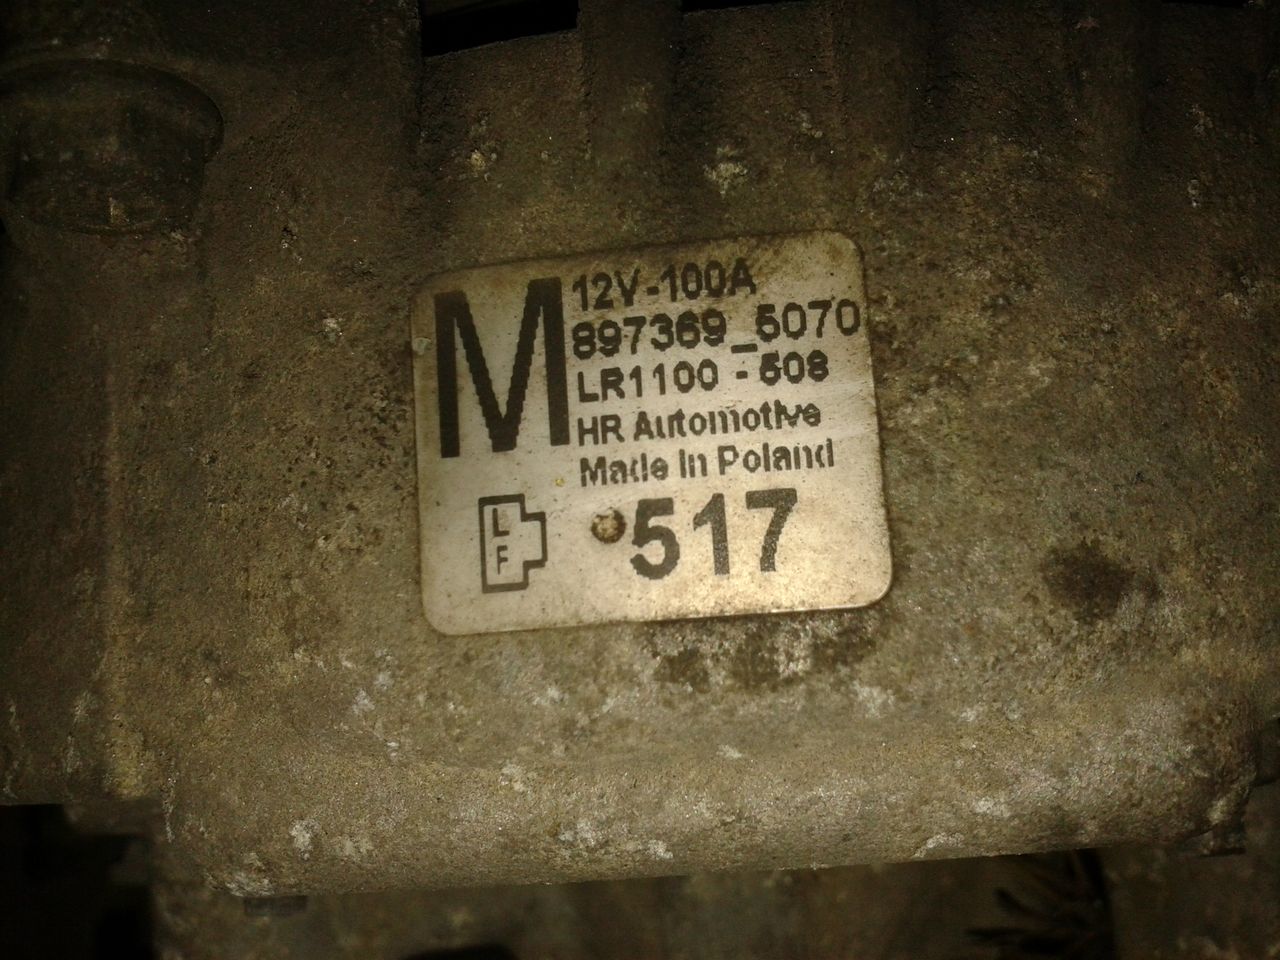 M
12V-100A
897369_5070
LR1100-508
HR Automotive
Made In Poland
L
F
517